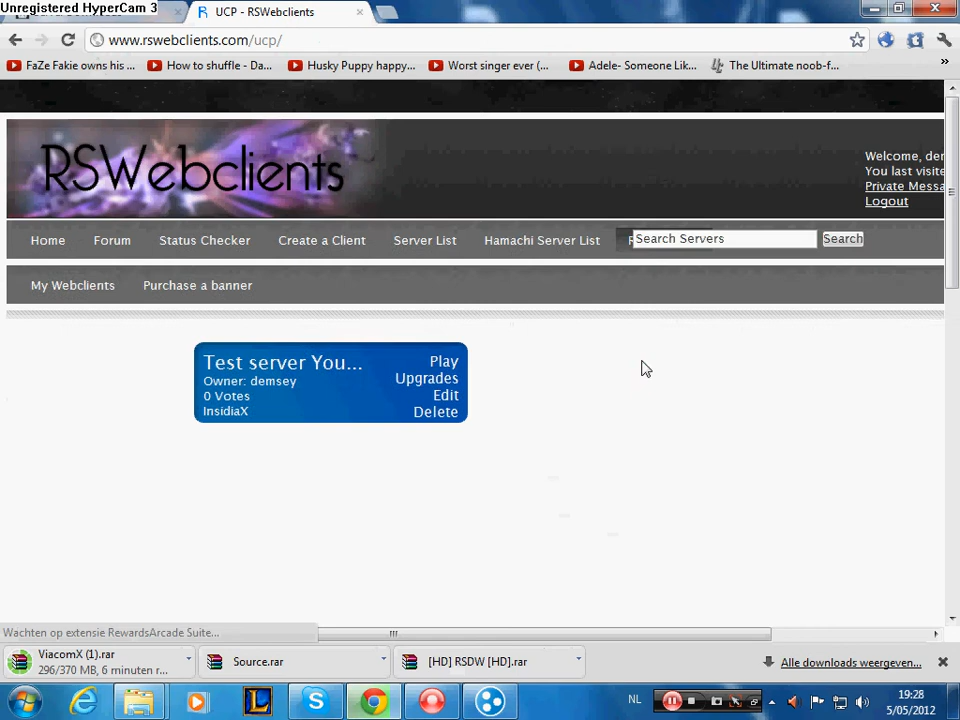 Unregistered HyperCam 3
UCP - RSWebclients
www.rswebclients.com/ucp/
FaZe Fakie owns his ...
How to shuffle - Da...
Husky Puppy happy...
Worst singer ever (...
Adele- Someone Lik...
The Ultimate noob-f...
»
RSWebclients
Welcome, der
You last visite
Private Messa
Logout
Home
Forum
Status Checker
Create a Client
Server List
Hamachi Server List
Search Servers
Search
My Webclients
Purchase a banner
Test server You...
Play
Owner: demsey
Upgrades
0 Votes
Edit
InsidiaX
Delete
Wachten op extensie RewardsArcade Suite...
ViacomX (1).rar
296/370 MB, 6 minuten r...
Source.rar
[HD] RSDW [HD].rar
Alle downloads weergeven...
NL
19:28
5/05/2012